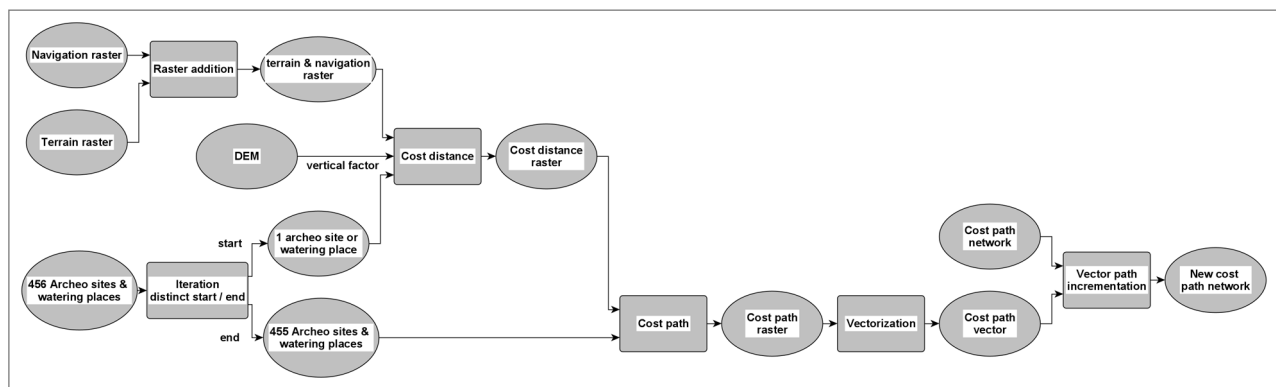 Navigation raster
Raster addition
terrain & navigation
raster
Terrain raster
DEM
vertical factor
Cost distance
Cost distance
raster
start
1 archeo site or
watering place
456 Archeo sites &
watering places
Iteration
distinct start / end
end
455 Archeo sites &
watering places
Cost path
Cost path
raster
Vectorization
Cost path
vector
Cost path
network
Vector path
incrementation
New cost
path network